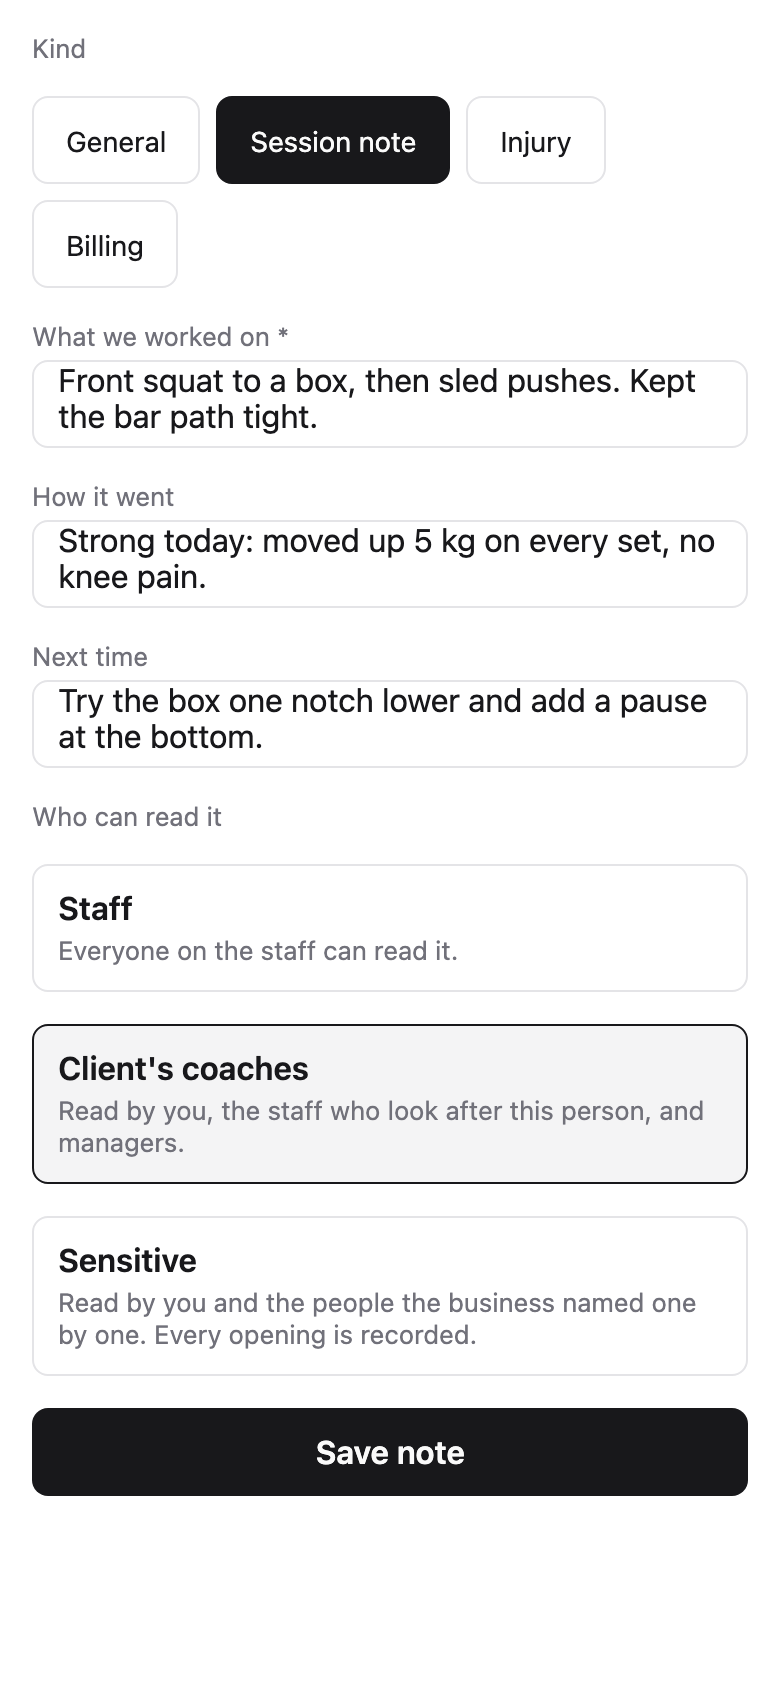 Kind
General Session note Injury
Billing
What we worked on *
Front squat to a box, then sled pushes. Kept
the bar path tight.
How it went
Strong today: moved up 5 kg on every set, no
knee pain.
Next time
Try the box one notch lower and add a pause
at the bottom.
Who can read it
Staff
Everyone on the staff can read it.
Client's coaches
Read by you, the staff who look after this person, and
managers.
Sensitive
Read by you and the people the business named one
by one. Every opening is recorded.
Save note